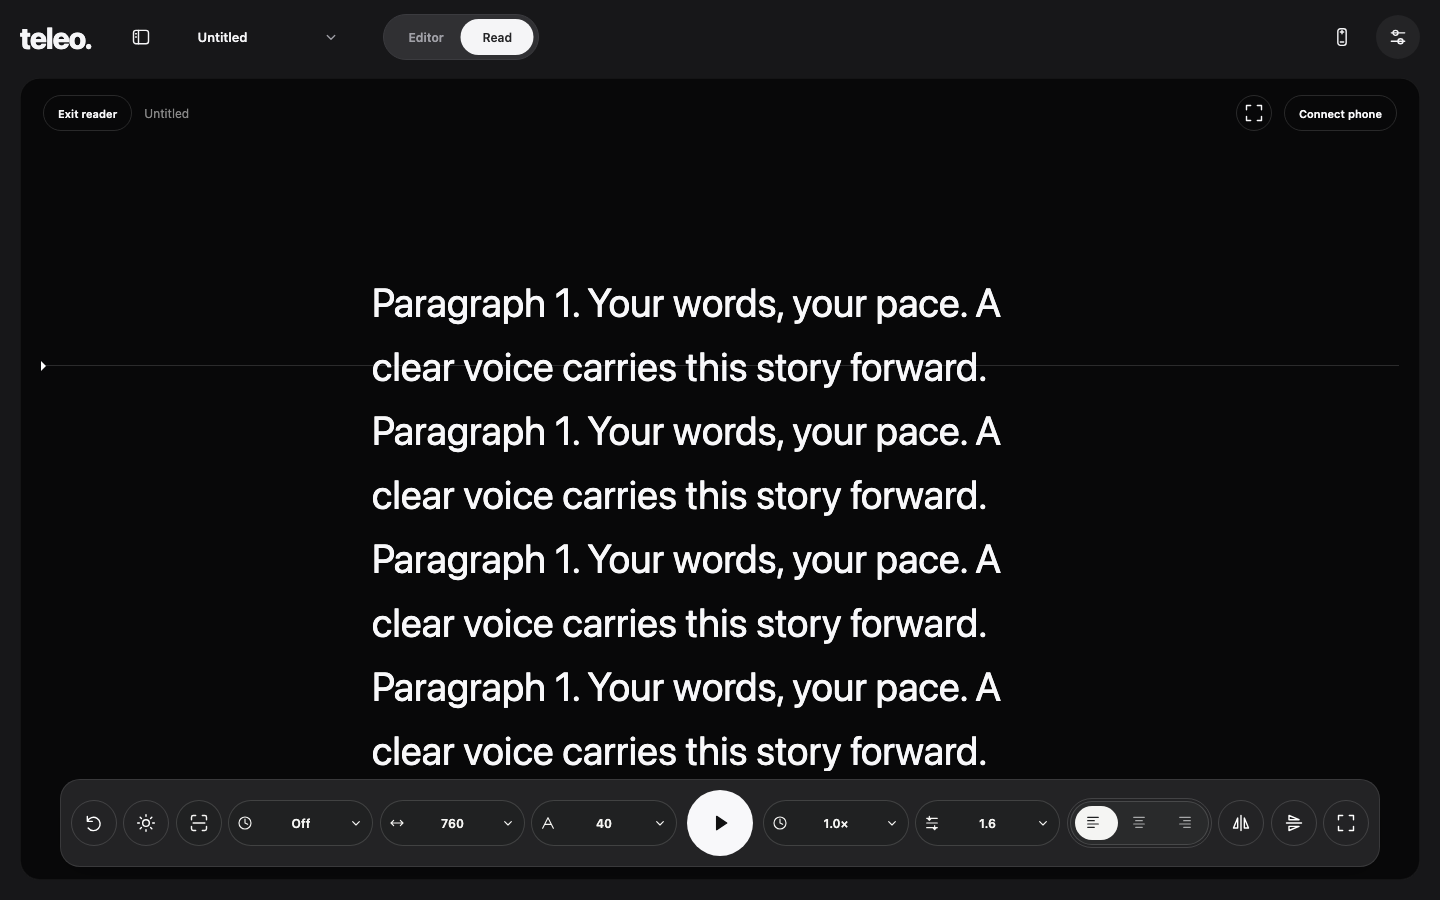 teleo.
Untitled
Editor
Read
Exit reader
Untitled
Connect phone
Paragraph 1. Your words, your pace. A
clear voice carries this story forward.
Paragraph 1. Your words, your pace. A
clear voice carries this story forward.
Paragraph 1. Your words, your pace. A
clear voice carries this story forward.
Paragraph 1. Your words, your pace. A
clear voice carries this story forward.
Off
760
40
1.0×
1.6